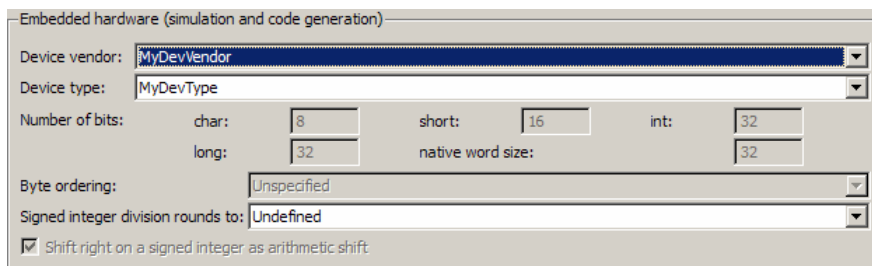 Embedded hardware (simulation and code generation)
Device vendor: MyDevVendor
Device type: MyDevType
Number of bits: char: 8 short: 16 int: 32
long: 32 native word size: 32
Byte ordering: Unspecified
Signed integer division rounds to: Undefined
Shift right on a signed integer as arithmetic shift